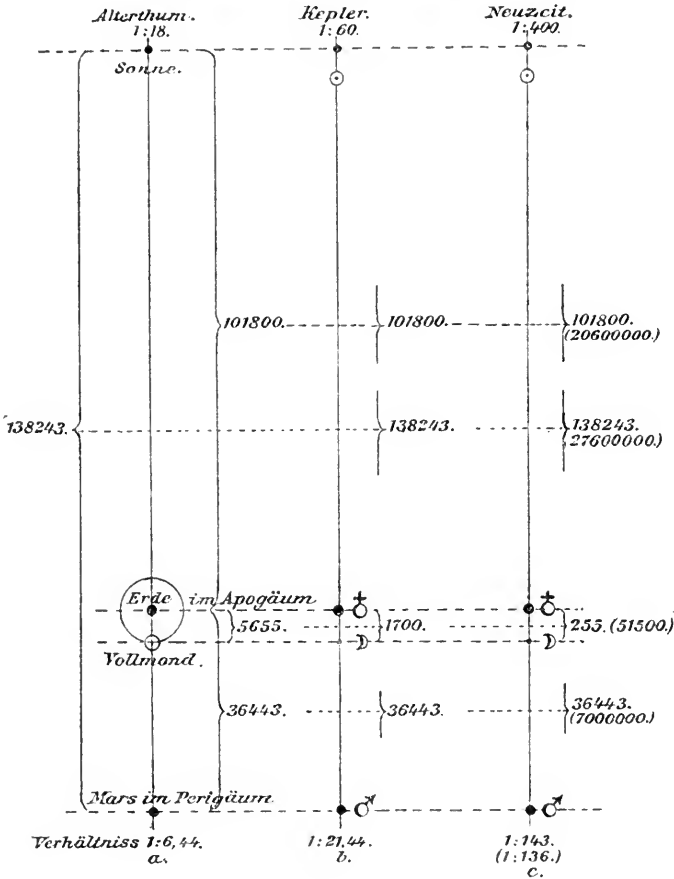 Alterthum. Kepler. Neuzeit.
1:18. 1:60. 1:400.
Sonne.
101800. 101800. 101800.
(20600000.)
138243. 138243. 138243.
27600000.)
Erde im Apogäum
5655. 1700. 255. (51500.)
Vollmond.
36443. 36443. 36443.
(7000000.)
Mars im Perigäum
Verhältniss 1:6,44. 1:21,44. 1:143.
a. b. (1:136.)
c.